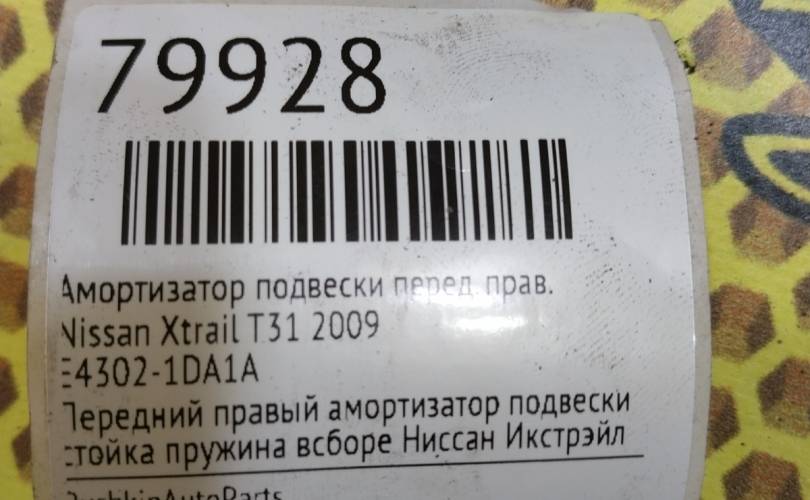 79928
Амортизатор подвески перед. прав.
Nissan Xtrail T31 2009
E4302-1DA1A
Передний правый амортизатор подвески
стойка пружина всборе Ниссан Икстрэйл
PushkinAutoParts